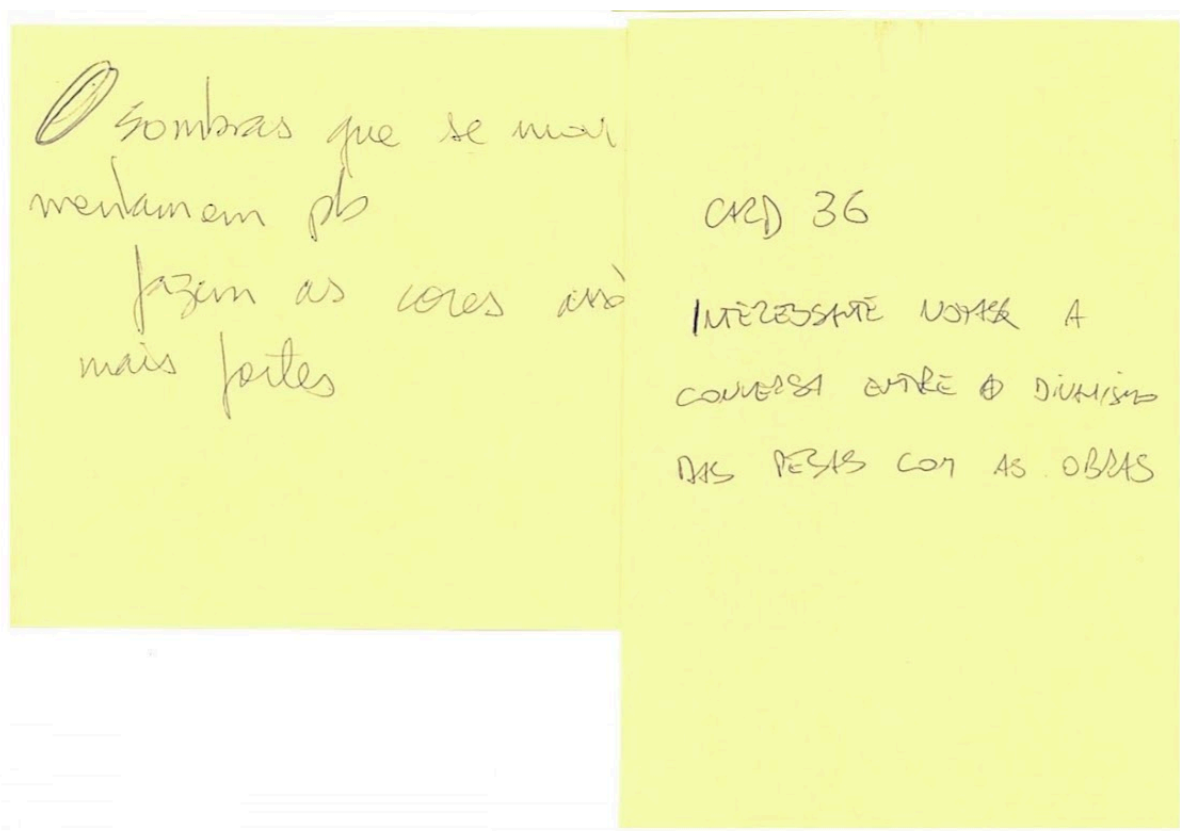 O sombras que se mo
mentam em pb
fazem as cores
mais fortes
CARD 36
INTERESSANTE NOTAR A
CONVERSA ENTRE O DINAMISMO
DAS PEÇAS COM AS OBRAS